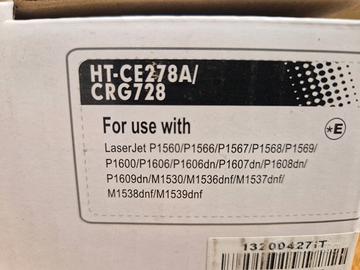 HT-CE278A/
CRG728
For use with
*E
LaserJet P1560/P1566/P1567/P1568/P1569/
P1600/P1606/P1606dn/P1607dn/P1608dn/
P1609dn/M1530/M1536dnf/M1537dnf/
M1538dnf/M1539dnf
13200427IT